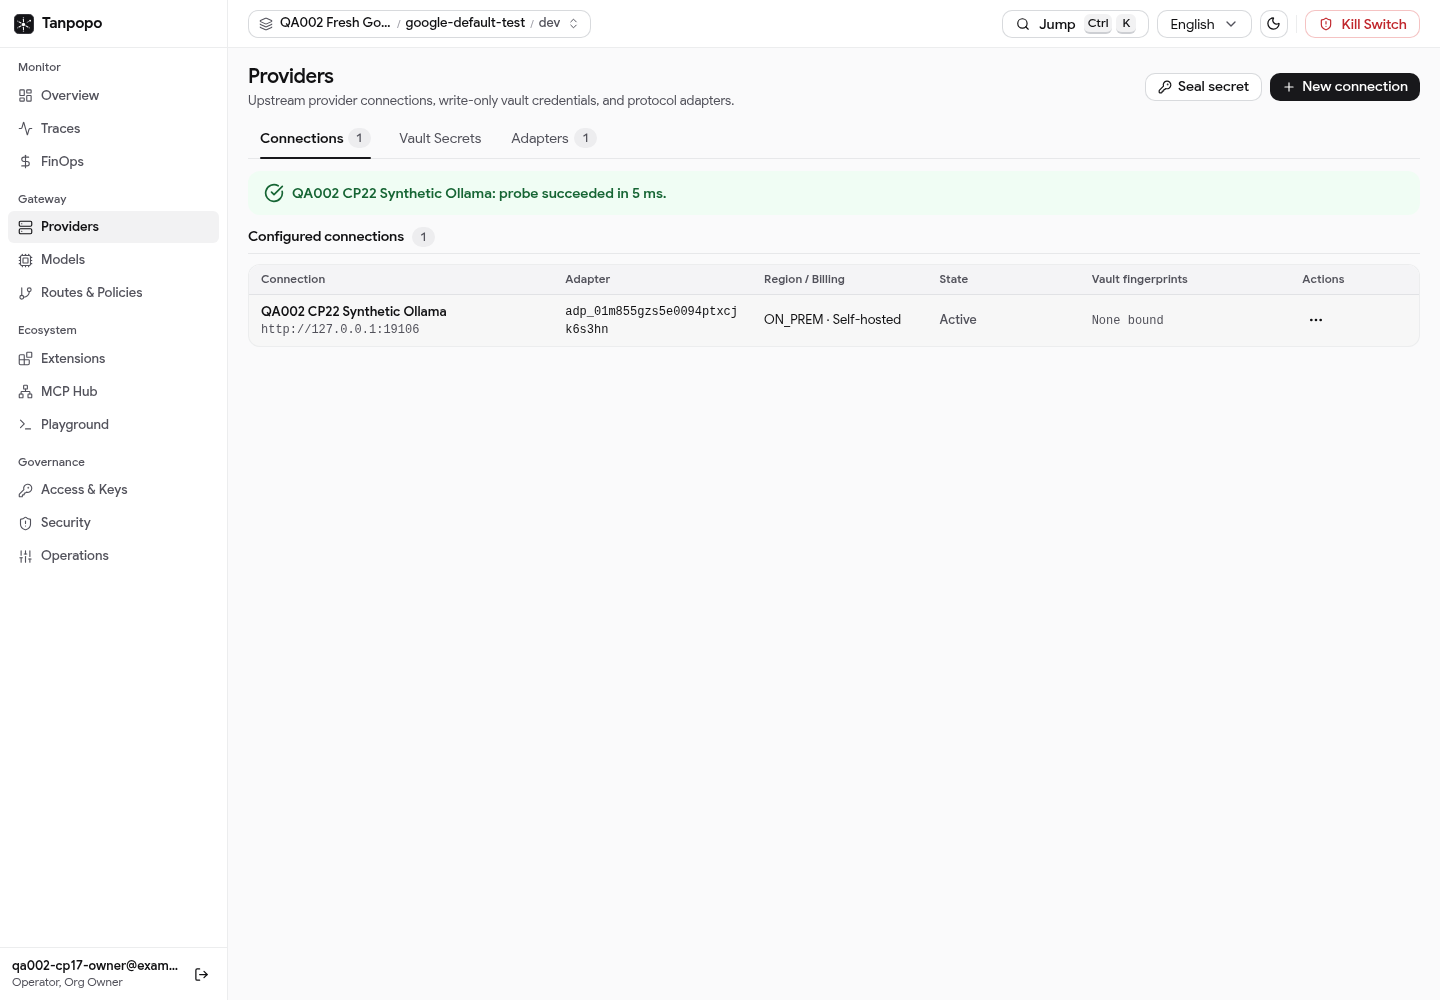 Tanpopo
QA002 Fresh Go... / google-default-test / dev
Jump Ctrl K
English
Kill Switch
Monitor
Overview
Traces
FinOps
Gateway
Providers
Models
Routes & Policies
Ecosystem
Extensions
MCP Hub
Playground
Governance
Access & Keys
Security
Operations
qa002-cp17-owner@exam...
Operator, Org Owner
Providers
Upstream provider connections, write-only vault credentials, and protocol adapters.
Seal secret
New connection
Connections 1
Vault Secrets
Adapters 1
QA002 CP22 Synthetic Ollama: probe succeeded in 5 ms.
Configured connections 1
Connection Adapter Region / Billing State Vault fingerprints Actions
QA002 CP22 Synthetic Ollama
http://127.0.0.1:19106
adp_01m855gzs5e0094ptxcj
k6s3hn
ON_PREM · Self-hosted
Active
None bound